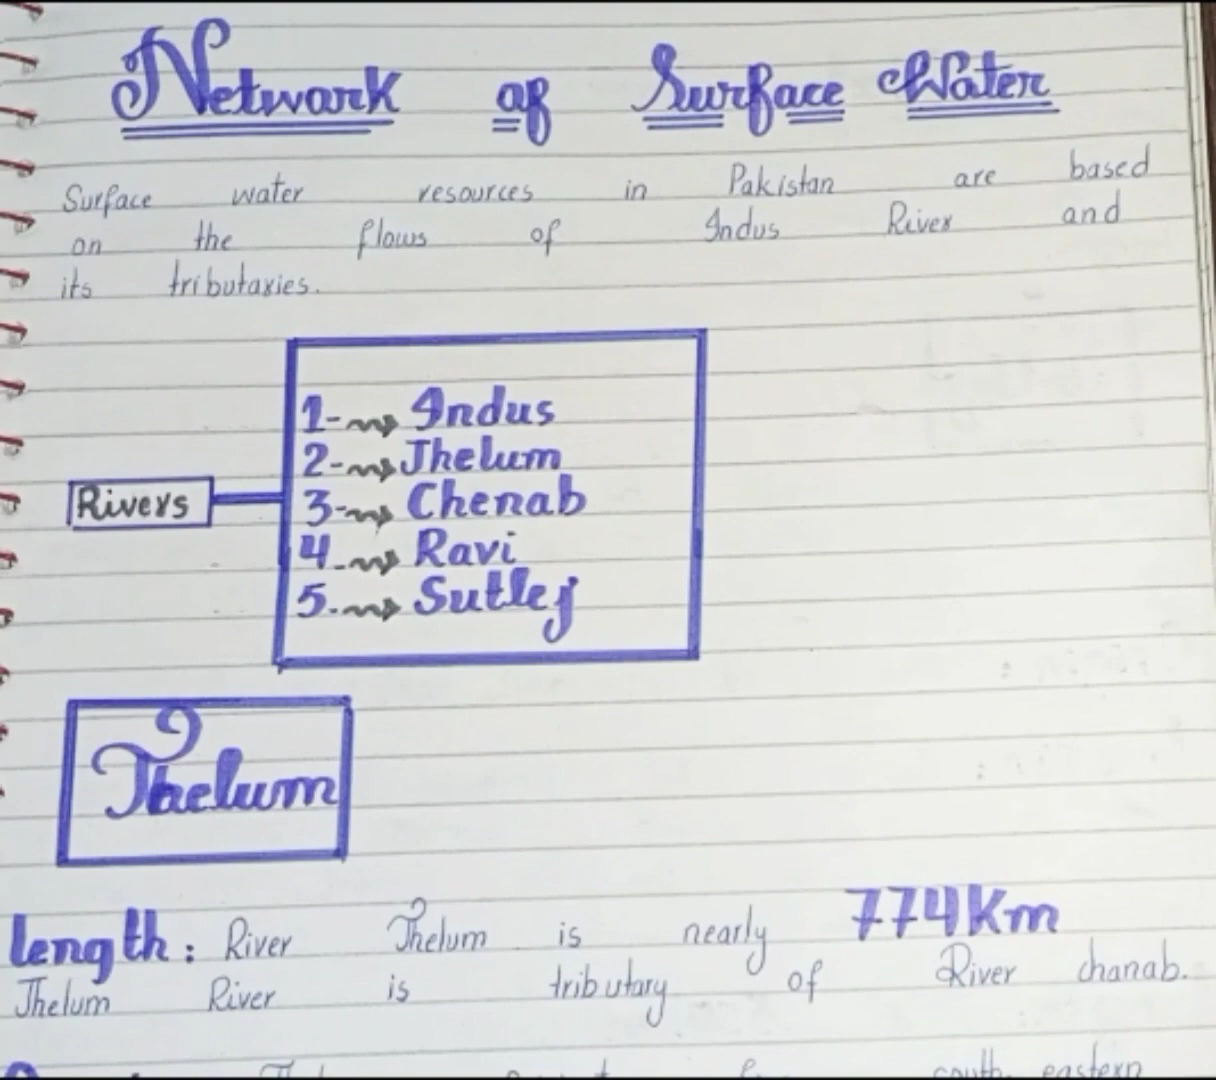 Network of Surface Water
Surface water resources in Pakistan are based
on the flows of Indus River and
its tributaries.
Rivers
1- Indus
2- Jhelum
3- Chenab
4- Ravi
5. Sutlej
Jhelum
length: River Jhelum is nearly 774Km
Jhelum River is tributary of River chanab.
south eastern